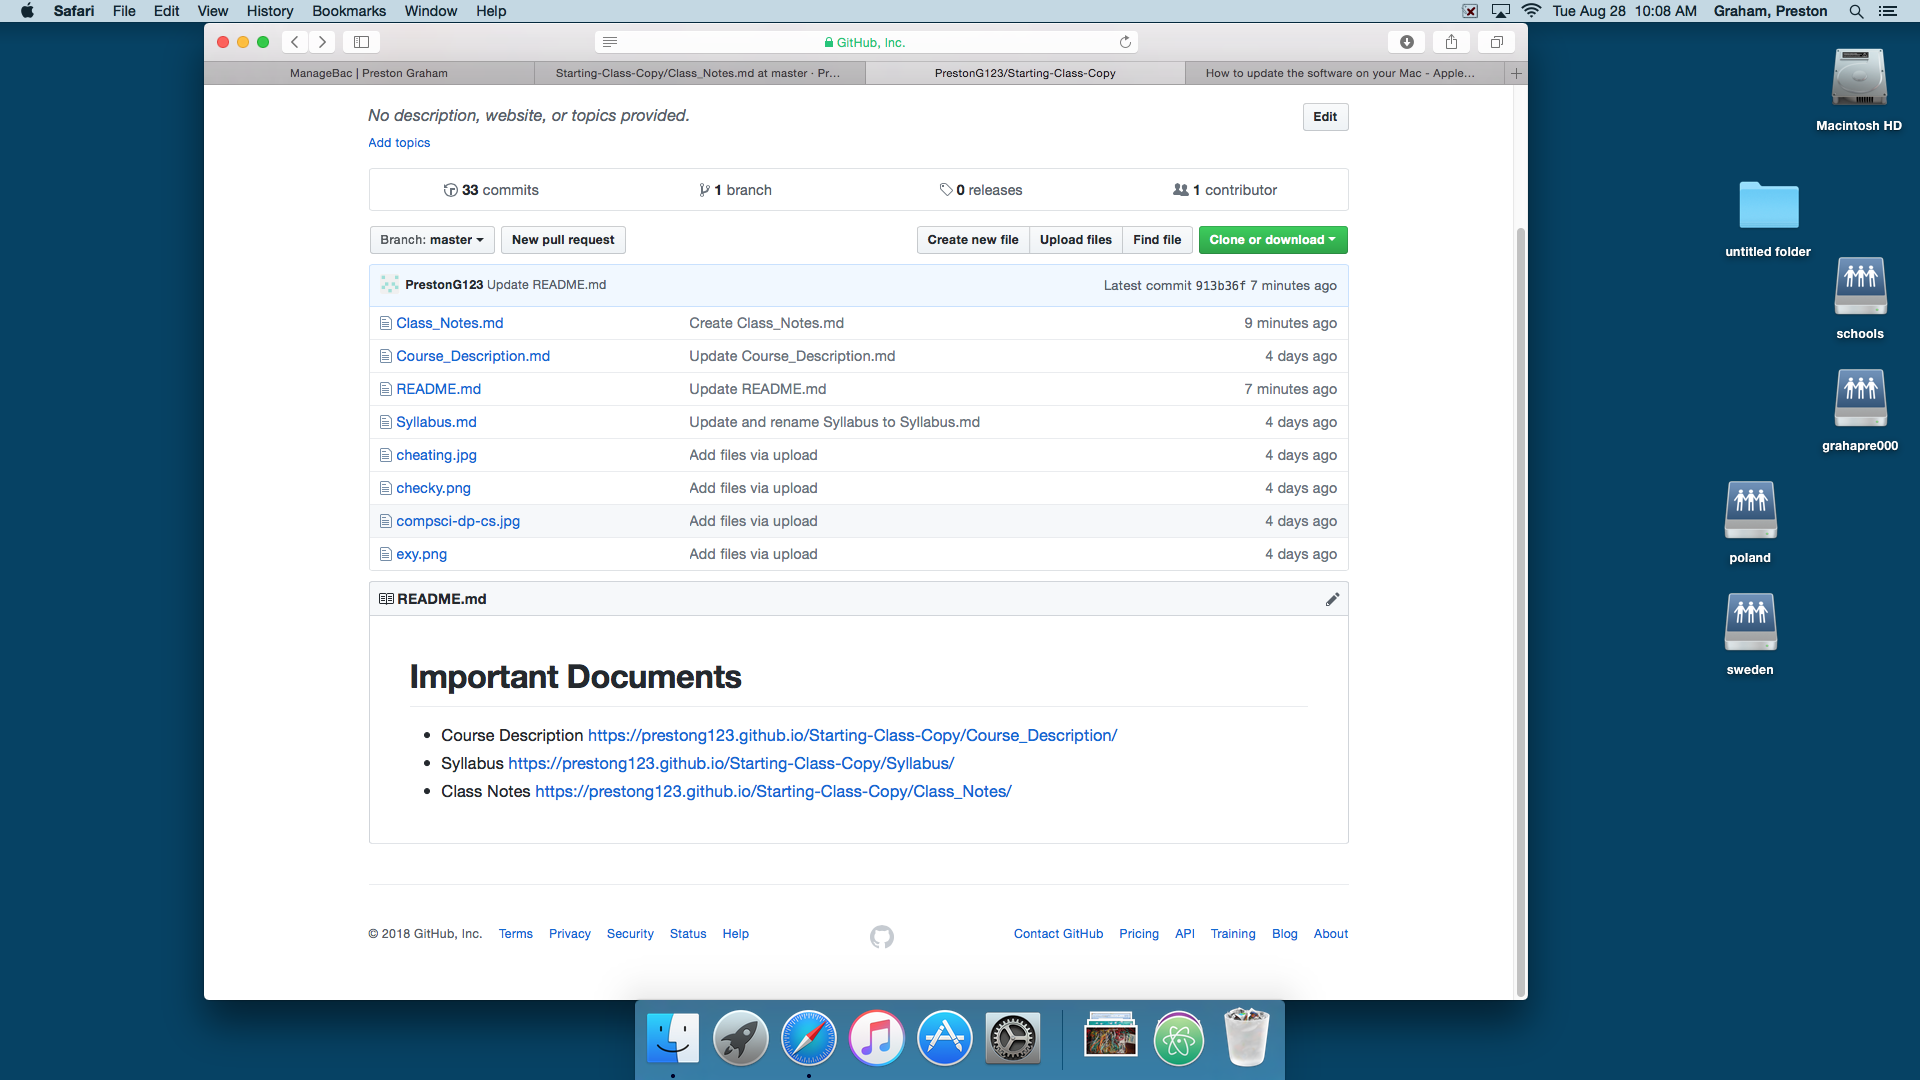 Safari File Edit View History Bookmarks Window Help Tue Aug 28 10:08 AM Graham, Preston
GitHub, Inc.
ManageBac | Preston Graham
Starting-Class-Copy/Class_Notes.md at master · Pr...
PrestonG123/Starting-Class-Copy
How to update the software on your Mac - Apple...
No description, website, or topics provided.
Edit
Add topics
33 commits
1 branch
0 releases
1 contributor
Branch: master
New pull request
Create new file
Upload files
Find file
Clone or download
PrestonG123 Update README.md Latest commit 913b36f 7 minutes ago
Class_Notes.md Create Class_Notes.md 9 minutes ago
Course_Description.md Update Course_Description.md 4 days ago
README.md Update README.md 7 minutes ago
Syllabus.md Update and rename Syllabus to Syllabus.md 4 days ago
cheating.jpg Add files via upload 4 days ago
checky.png Add files via upload 4 days ago
compsci-dp-cs.jpg Add files via upload 4 days ago
exy.png Add files via upload 4 days ago
README.md
Important Documents
• Course Description https://prestong123.github.io/Starting-Class-Copy/Course_Description/
• Syllabus https://prestong123.github.io/Starting-Class-Copy/Syllabus/
• Class Notes https://prestong123.github.io/Starting-Class-Copy/Class_Notes/
© 2018 GitHub, Inc. Terms Privacy Security Status Help
Contact GitHub Pricing API Training Blog About
Macintosh HD
untitled folder
schools
grahapre000
poland
sweden